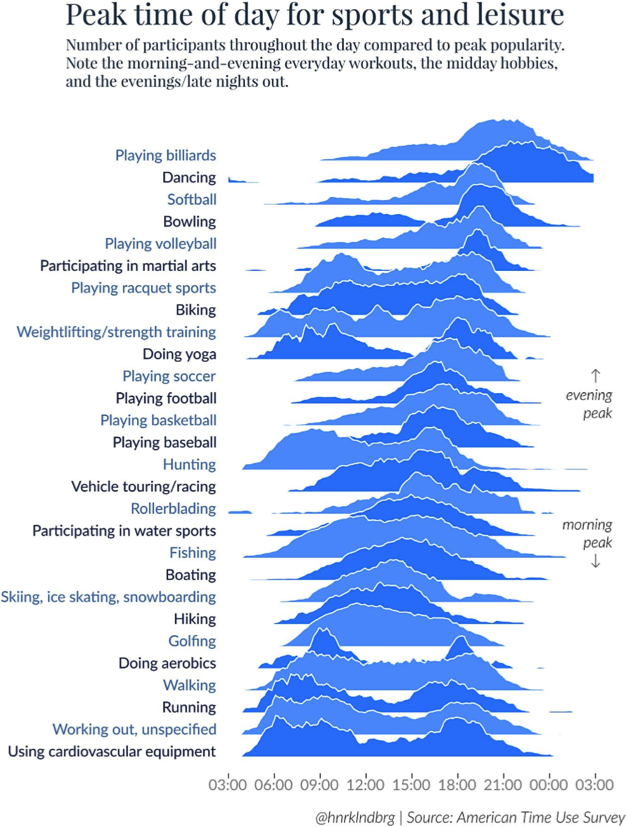 Peak time of day for sports and leisure
Number of participants throughout the day compared to peak popularity.
Note the morning-and-evening everyday workouts, the midday hobbies,
and the evenings/late nights out.
Playing billiards
Dancing
Softball
Bowling
Playing volleyball
Participating in martial arts
Playing racquet sports
Biking
Weightlifting/strength training
Doing yoga
Playing soccer
Playing football
Playing basketball
Playing baseball
Hunting
Vehicle touring/racing
Rollerblading
Participating in water sports
Fishing
Boating
Skiing, ice skating, snowboarding
Hiking
Golfing
Doing aerobics
Walking
Running
Working out, unspecified
Using cardiovascular equipment
↑
evening
peak
morning
peak
↓
03:00 06:00 09:00 12:00 15:00 18:00 21:00 00:00 03:00
@hnrklndbrg | Source: American Time Use Survey